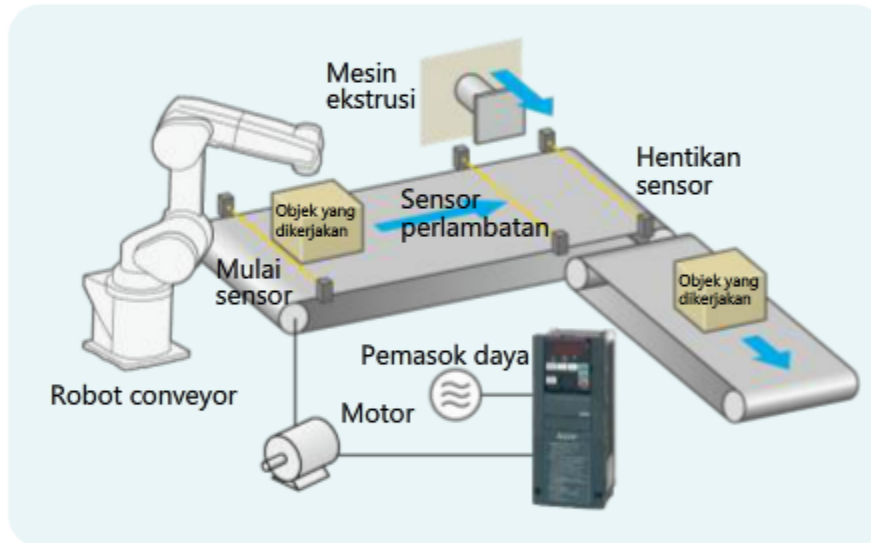 Mesin
ekstrusi
Hentikan
sensor
Objek yang
dikerjakan
Sensor
perlambatan
Mulai
sensor
Objek yang
dikerjakan
Robot conveyor
Pemasok daya
Motor